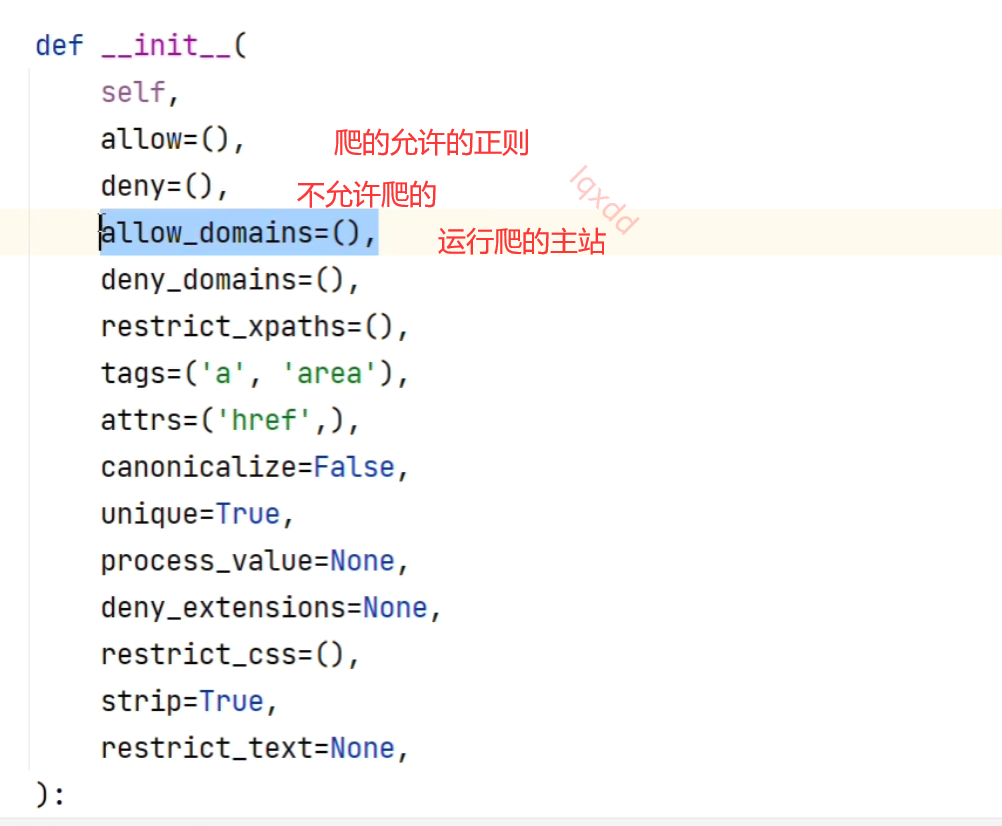 def __init__(
self,
allow=(), 爬的允许的正则
deny=(), 不允许爬的
lqxdd
allow_domains=(), 运行爬的主站
deny_domains=(),
restrict_xpaths=(),
tags=('a', 'area'),
attrs=('href',),
canonicalize=False,
unique=True,
process_value=None,
deny_extensions=None,
restrict_css=(),
strip=True,
restrict_text=None,
):